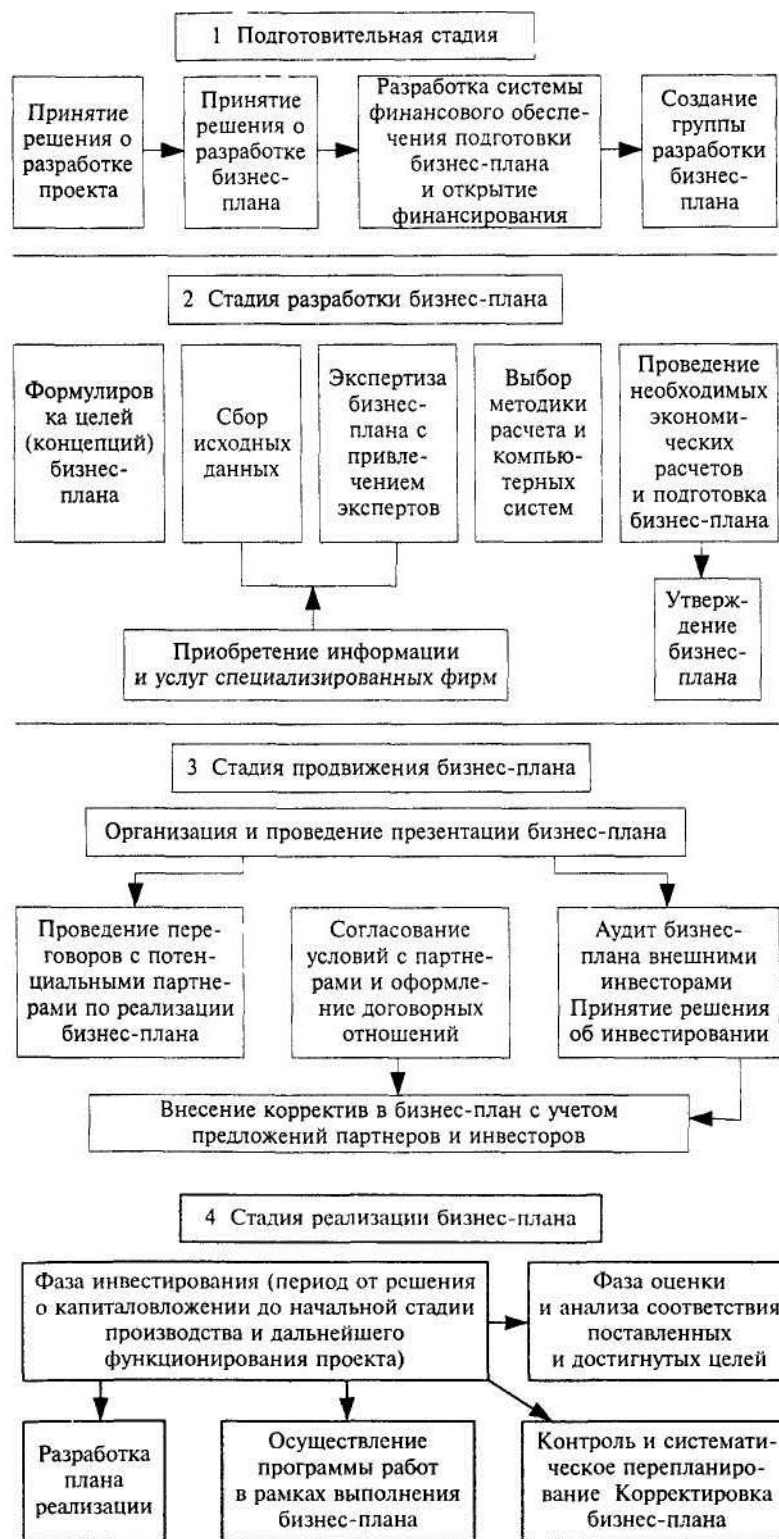 1 Подготовительная стадия
Принятие
решения о
разработке
проекта
Принятие
решения о
разработке
бизнес-
плана
Разработка системы
финансового обеспе-
чения подготовки
бизнес-плана
и открытие
финансирования
Создание
группы
разработки
бизнес-
плана
2 Стадия разработки бизнес-плана
Формулиров
ка целей
(концепций)
бизнес-
плана
Сбор
исходных
данных
Экспертиза
бизнес-
плана с
привле-
чением
экспертов
Выбор
методики
расчета и
компью-
терных
систем
Проведение
необходимых
экономи-
ческих
расчетов
и подготовка
бизнес-плана
Приобретение информации
и услуг специализированных фирм
Утверж-
дение
бизнес-
плана
3 Стадия продвижения бизнес-плана
Организация и проведение презентации бизнес-плана
Проведение пере-
говоров с потен-
циальными партне-
рами по реализации
бизнес-плана
Согласование
условий с партне-
рами и оформле-
ние договорных
отношений
Аудит бизнес-
плана внешними
инвесторами
Принятие решения
об инвестировании
Внесение корректив в бизнес-план с учетом
предложений партнеров и инвесторов
4 Стадия реализации бизнес-плана
Фаза инвестирования (период от решения
о капиталовложении до начальной стадии
производства и дальнейшего
функционирования проекта)
Фаза оценки
и анализа соответствия
поставленных
и достигнутых целей
Разработка
плана
реализации
Осуществление
программы работ
в рамках выполнения
бизнес-плана
Контроль и системати-
ческое перепланиро-
вание Корректировка
бизнес-плана